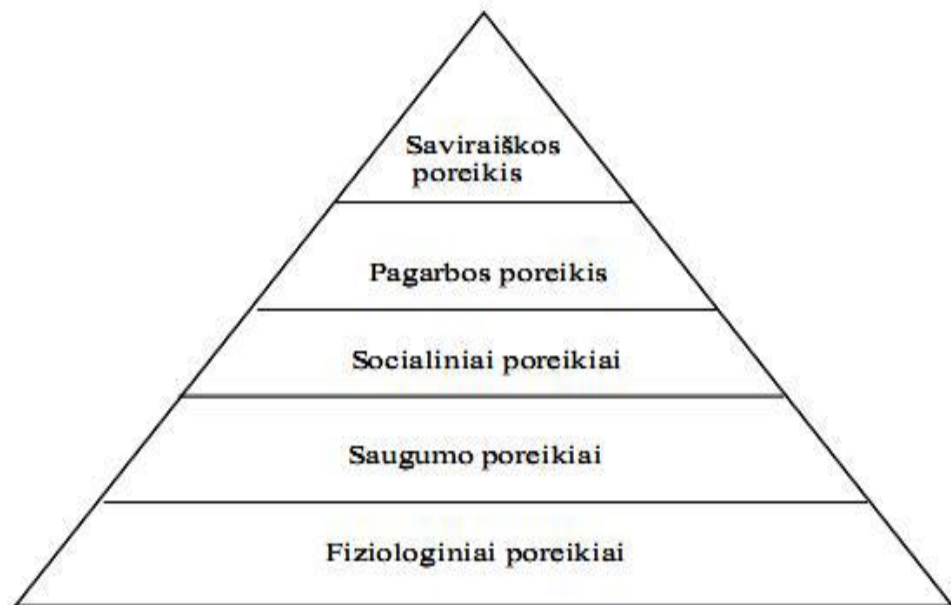 Saviraiškos
poreikis
Pagarbos poreikis
Socialiniai poreikiai
Saugumo poreikiai
Fiziologiniai poreikiai